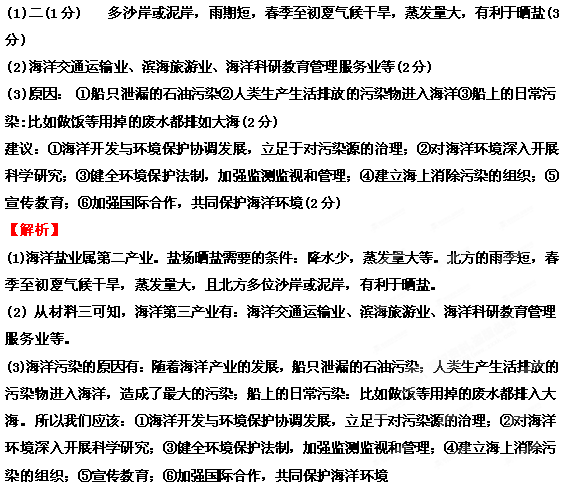 (1)二(1分) 多沙岸或泥岸，雨期短，春季至初夏气候干旱，蒸发量大，有利于晒盐(3
分)
(2)海洋交通运输业、滨海旅游业、海洋科研教育管理服务业等(2分)
(3)原因： ①船只泄漏的石油污染②人类生产生活排放的污染物进入海洋③船上的日常污
染:比如做饭等用掉的废水都排如大海(2分)
建议：①海洋开发与环境保护协调发展，立足于对污染源的治理；②对海洋环境深入开展
科学研究；③健全环境保护法制，加强监测监视和管理；④建立海上消除污染的组织；⑤
宣传教育；⑥加强国际合作，共同保护海洋环境(2分)
【解析】
(1)海洋盐业属第二产业。盐场晒盐需要的条件：降水少，蒸发量大等。北方的雨季短，春
季至初夏气候干旱，蒸发量大，且北方多位沙岸或泥岸，有利于晒盐。
(2) 从材料三可知，海洋第三产业有：海洋交通运输业、滨海旅游业、海洋科研教育管理
服务业等。
(3)海洋污染的原因有：随着海洋产业的发展，船只泄漏的石油污染；人类生产生活排放的
污染物进入海洋，造成了最大的污染；船上的日常污染：比如做饭等用掉的废水都排入大
海。所以我们应该：①海洋开发与环境保护协调发展，立足于对污染源的治理；②对海洋
环境深入开展科学研究；③健全环境保护法制，加强监测监视和管理；④建立海上消除污
染的组织；⑤宣传教育；⑥加强国际合作，共同保护海洋环境